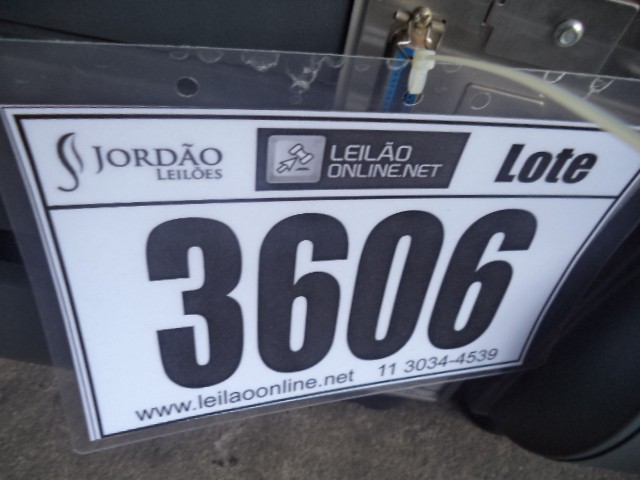 JORDÃO
LEILÕES
LEILÃO
ONLINE.NET
Lote
3606
www.leilaoonline.net 11 3034-4539